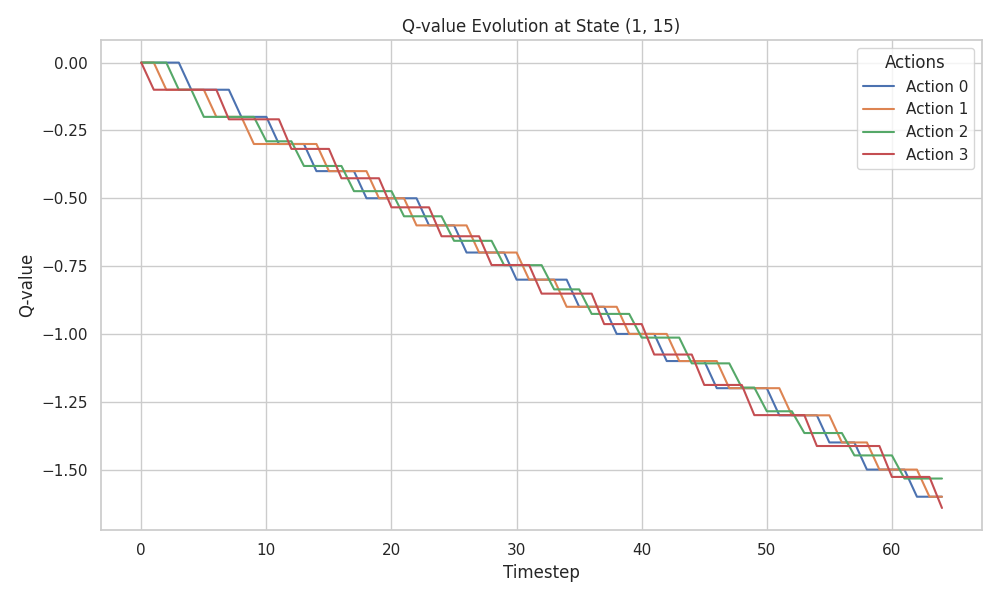 Q-value Evolution at State (1, 15)
Actions
Action 0
Action 1
Action 2
Action 3
Q-value
0.00
−0.25
−0.50
−0.75
−1.00
−1.25
−1.50
0 10 20 30 40 50 60
Timestep